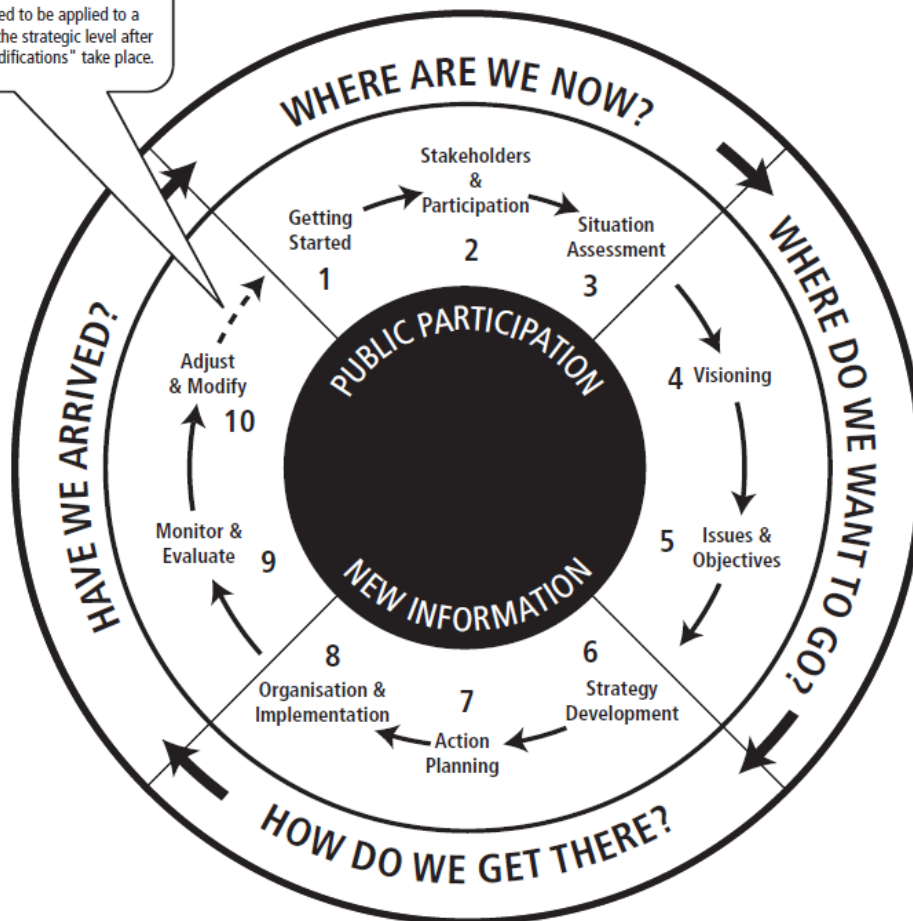 ed to be applied to a
the strategic level after
difications" take place.
WHERE ARE WE NOW?
Getting
Started
1
Stakeholders
&
Participation
2
Situation
Assessment
3
WHERE DO WE WANT TO GO?
4 Visioning
5 Issues &
Objectives
HOW DO WE GET THERE?
6
Strategy
Development
7
Action
Planning
8
Organisation &
Implementation
HAVE WE ARRIVED?
Monitor &
Evaluate 9
Adjust
& Modify
10
PUBLIC PARTICIPATION
NEW INFORMATION